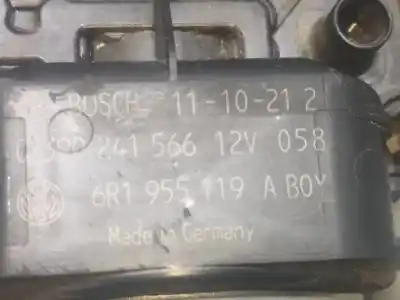 BOSCH 11-10-21 2
241 566 12V 058
6R1 955 119 A BOY
Made in Germany